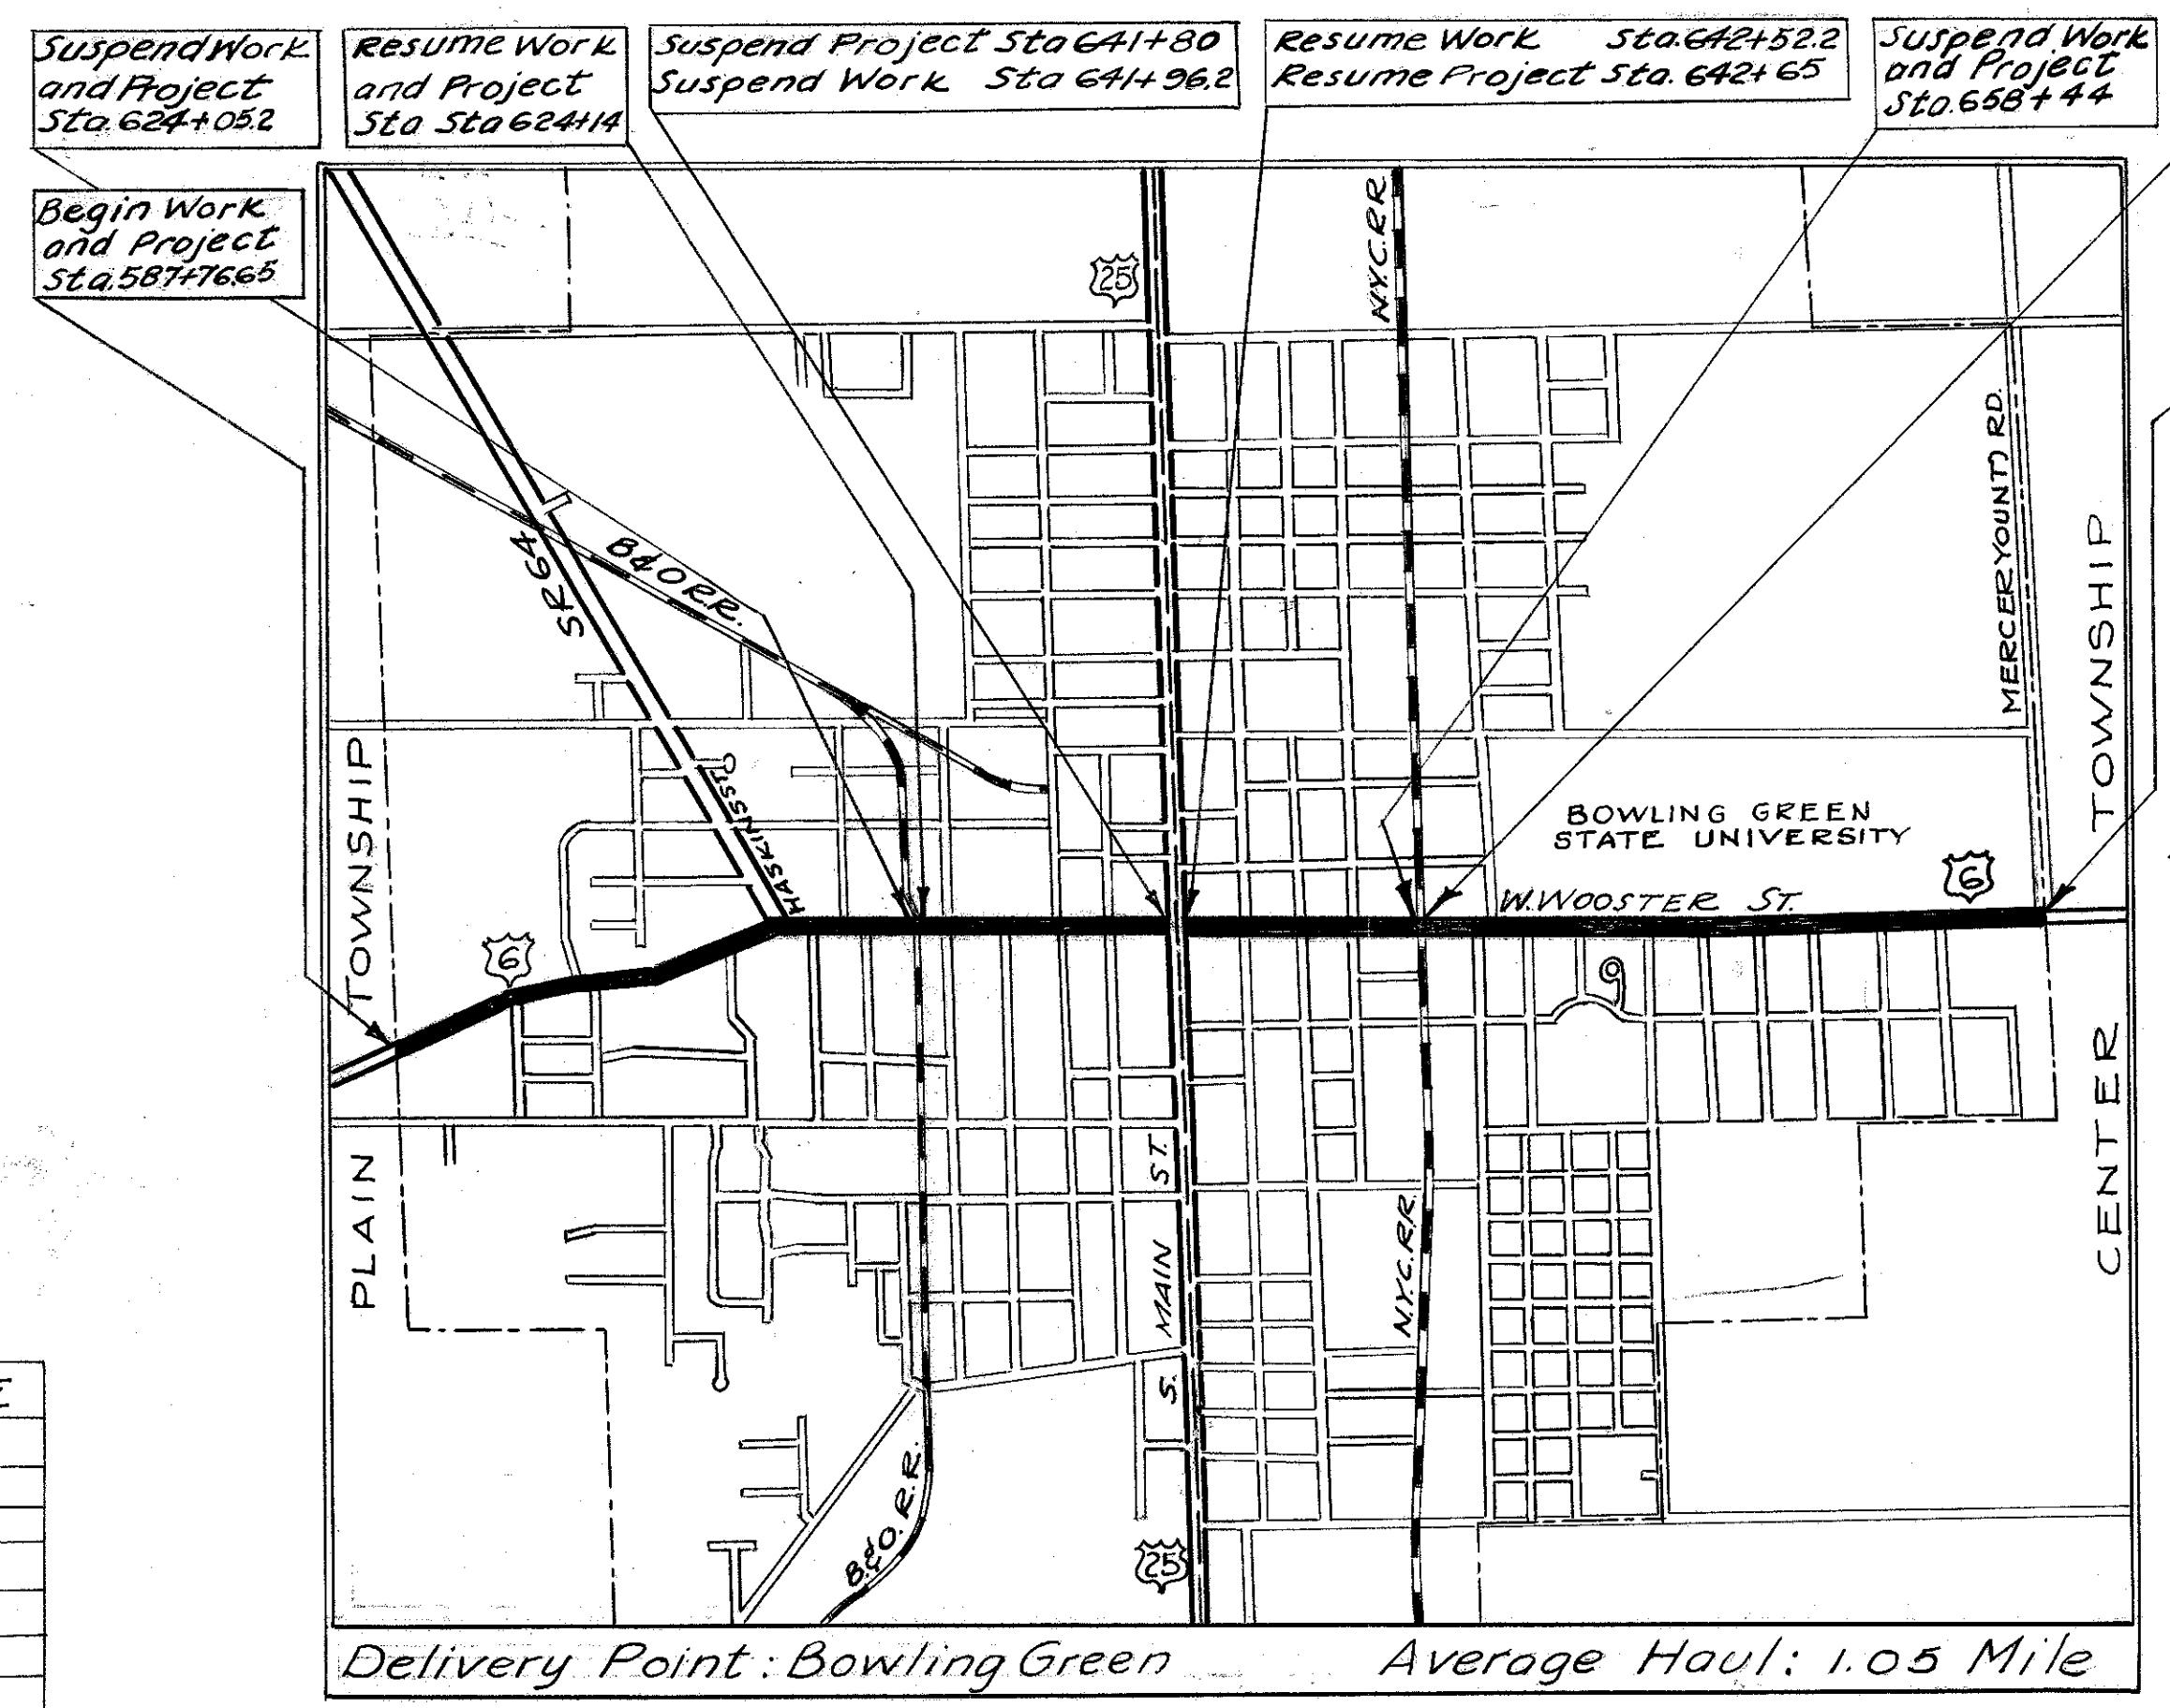 Suspend Work
and Project
Sta. 624+05.2
Resume Work
and Project
Sta Sta 624+14
Suspend Project Sta 641+80
Suspend Work Sta 641+96.2
Resume Work Sta. 642+52.2
Resume Project Sta. 642+65
Suspend Work
and Project
Sta. 658+44
Begin Work
and Project
Sta. 587+76.65
25
N.Y.C.R.R.
SR 64
B&O R.R.
MERCER(YOUNT) RD.
TOWNSHIP
TOWNSHIP
HASKINS ST.
BOWLING GREEN
STATE UNIVERSITY
6
W. WOOSTER ST.
6
PLAIN
CENTER
S. MAIN ST.
N.Y.C.R.R.
B.&O.R.R.
25
Delivery Point: Bowling Green Average Haul: 1.05 Mile